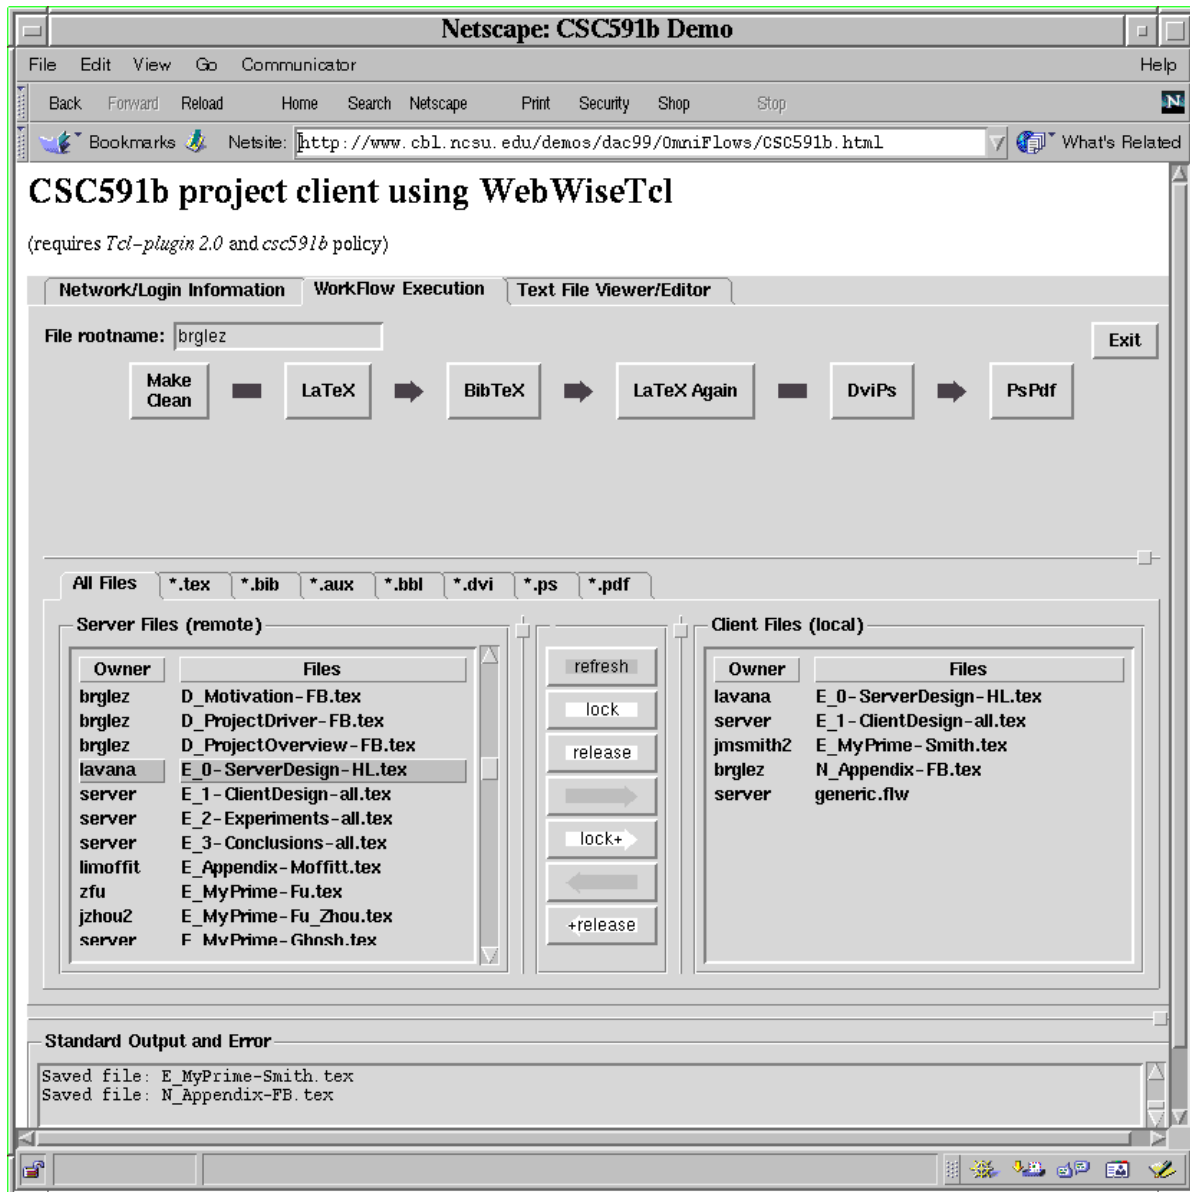 Netscape: CSC591b Demo
File Edit View Go Communicator Help
Back Forward Reload Home Search Netscape Print Security Shop Stop
N
Bookmarks Netsite: http://www.cbl.ncsu.edu/demos/dac99/OmniFlows/CSC591b.html What's Related
CSC591b project client using WebWiseTcl
(requires Tcl-plugin 2.0 and csc591b policy)
Network/Login Information WorkFlow Execution Text File Viewer/Editor
File rootname: brglez Exit
Make Clean LaTeX BibTeX LaTeX Again DviPs PsPdf
All Files *.tex *.bib *.aux *.bbl *.dvi *.ps *.pdf
Server Files (remote) Client Files (local)
Owner Files refresh Owner Files
brglez D_Motivation-FB.tex lavana E_0-ServerDesign-HL.tex
brglez D_ProjectDriver-FB.tex lock server E_1-ClientDesign-all.tex
brglez D_ProjectOverview-FB.tex release jmsmith2 E_MyPrime-Smith.tex
lavana E_0-ServerDesign-HL.tex brglez N_Appendix-FB.tex
server E_1-ClientDesign-all.tex server generic.flw
server E_2-Experiments-all.tex
server E_3-Conclusions-all.tex lock+
limoffit E_Appendix-Moffitt.tex
zfu E_MyPrime-Fu.tex
jzhou2 E_MyPrime-Fu_Zhou.tex +release
server E_MyPrime-Ghosh.tex
Standard Output and Error
Saved file: E_MyPrime-Smith.tex
Saved file: N_Appendix-FB.tex